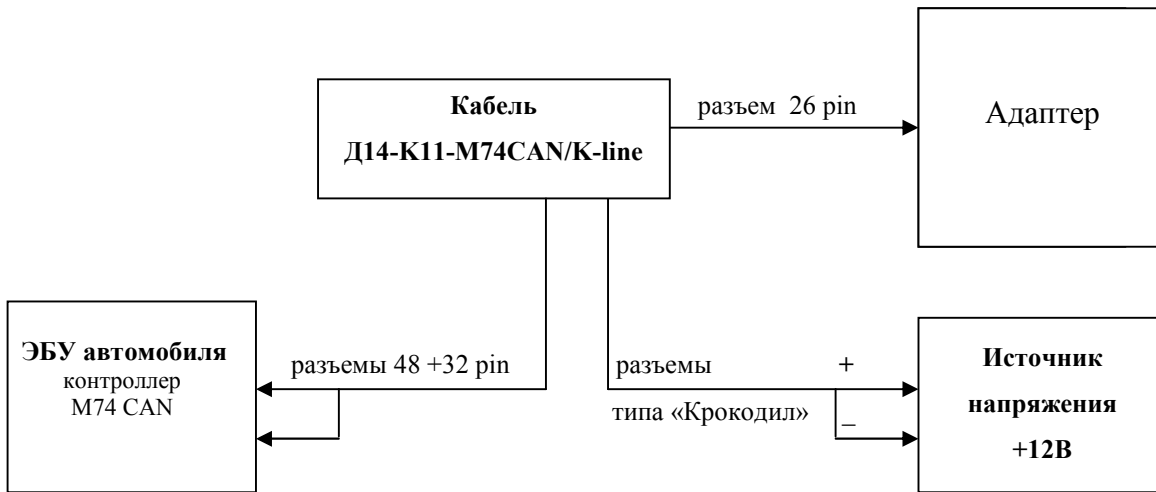 Кабель
Д14-К11-М74CAN/K-line
разъем 26 pin
Адаптер
ЭБУ автомобиля
контроллер
М74 CAN
разъемы 48 +32 pin
разъемы +
типа «Крокодил» –
Источник
напряжения
+12В